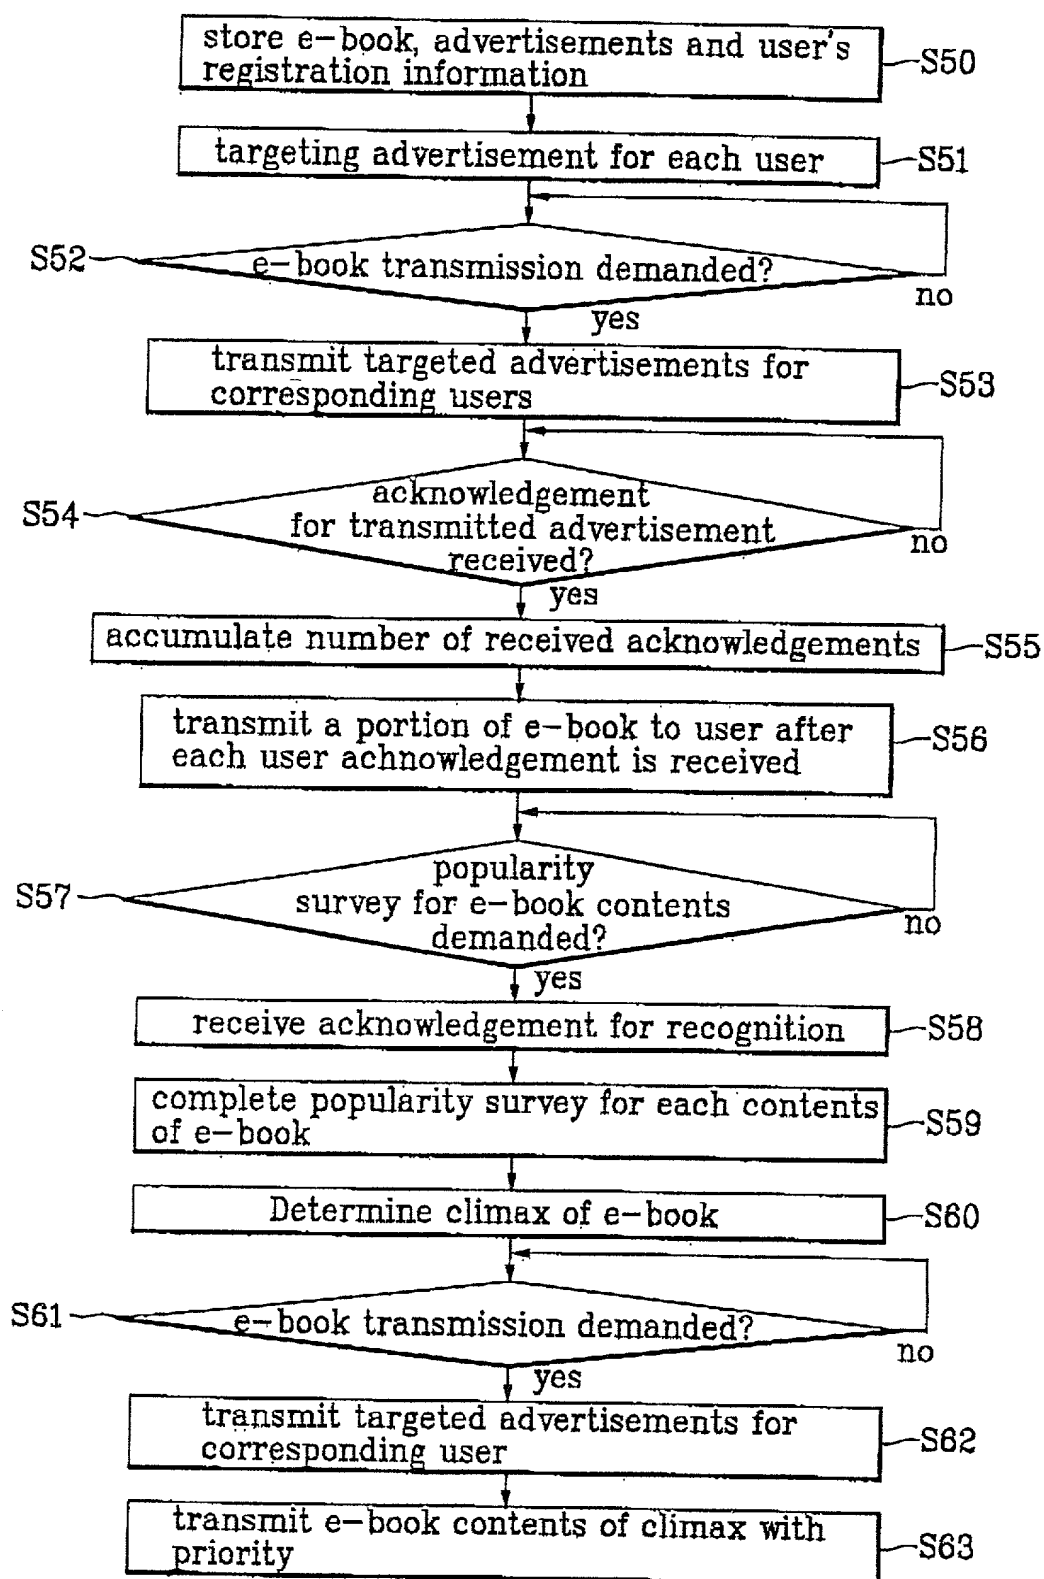 store e-book, advertisements and user's
registration information
S50
targeting advertisement for each user
S51
S52
e-book transmission demanded?
no
yes
transmit targeted advertisements for
corresponding users
S53
S54
acknowledgement
for transmitted advertisement
received?
no
yes
accumulate number of received acknowledgements
S55
transmit a portion of e-book to user after
each user achnowledgement is received
S56
S57
popularity
survey for e-book contents
demanded?
no
yes
receive acknowledgement for recognition
S58
complete popularity survey for each contents
of e-book
S59
Determine climax of e-book
S60
S61
e-book transmission demanded?
no
yes
transmit targeted advertisements for
corresponding user
S62
transmit e-book contents of climax with
priority
S63